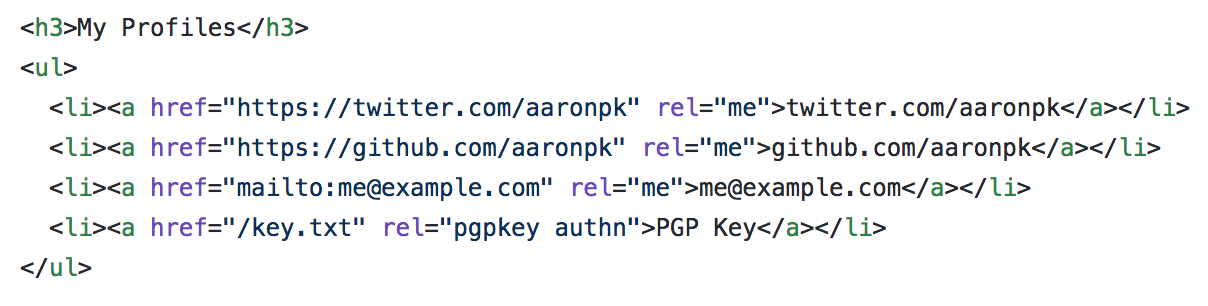 <h3>My Profiles</h3>
<ul>
  <li><a href="https://twitter.com/aaronpk" rel="me">twitter.com/aaronpk</a></li>
  <li><a href="https://github.com/aaronpk" rel="me">github.com/aaronpk</a></li>
  <li><a href="mailto:me@example.com" rel="me">me@example.com</a></li>
  <li><a href="/key.txt" rel="pgpkey authn">PGP Key</a></li>
</ul>